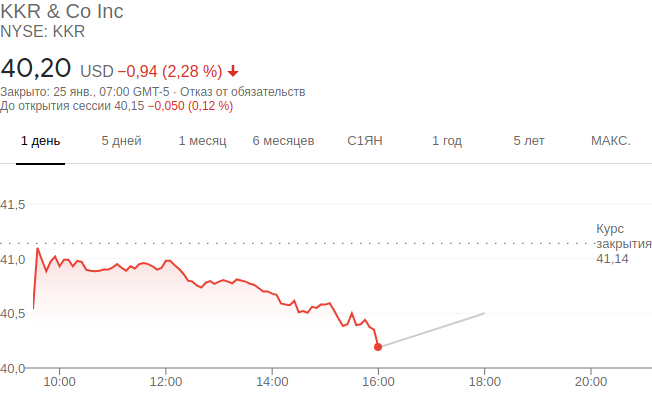 KKR & Co Inc
NYSE: KKR
40,20 USD −0,94 (2,28 %)
Закрыто: 25 янв., 07:00 GMT-5 · Отказ от обязательств
До открытия сессии 40,15 −0,050 (0,12 %)
1 день 5 дней 1 месяц 6 месяцев С1ЯН 1 год 5 лет МАКС.
41,5
Курс
закрытия
41,14
41,0
40,5
40,0
10:00 12:00 14:00 16:00 18:00 20:00